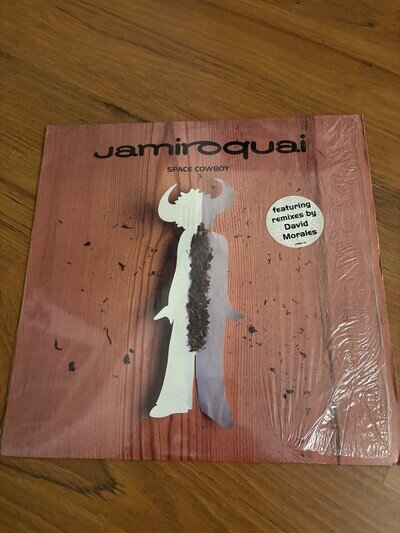 Jamiroquai
SPACE COWBOY
featuring
remixes by
David
Morales